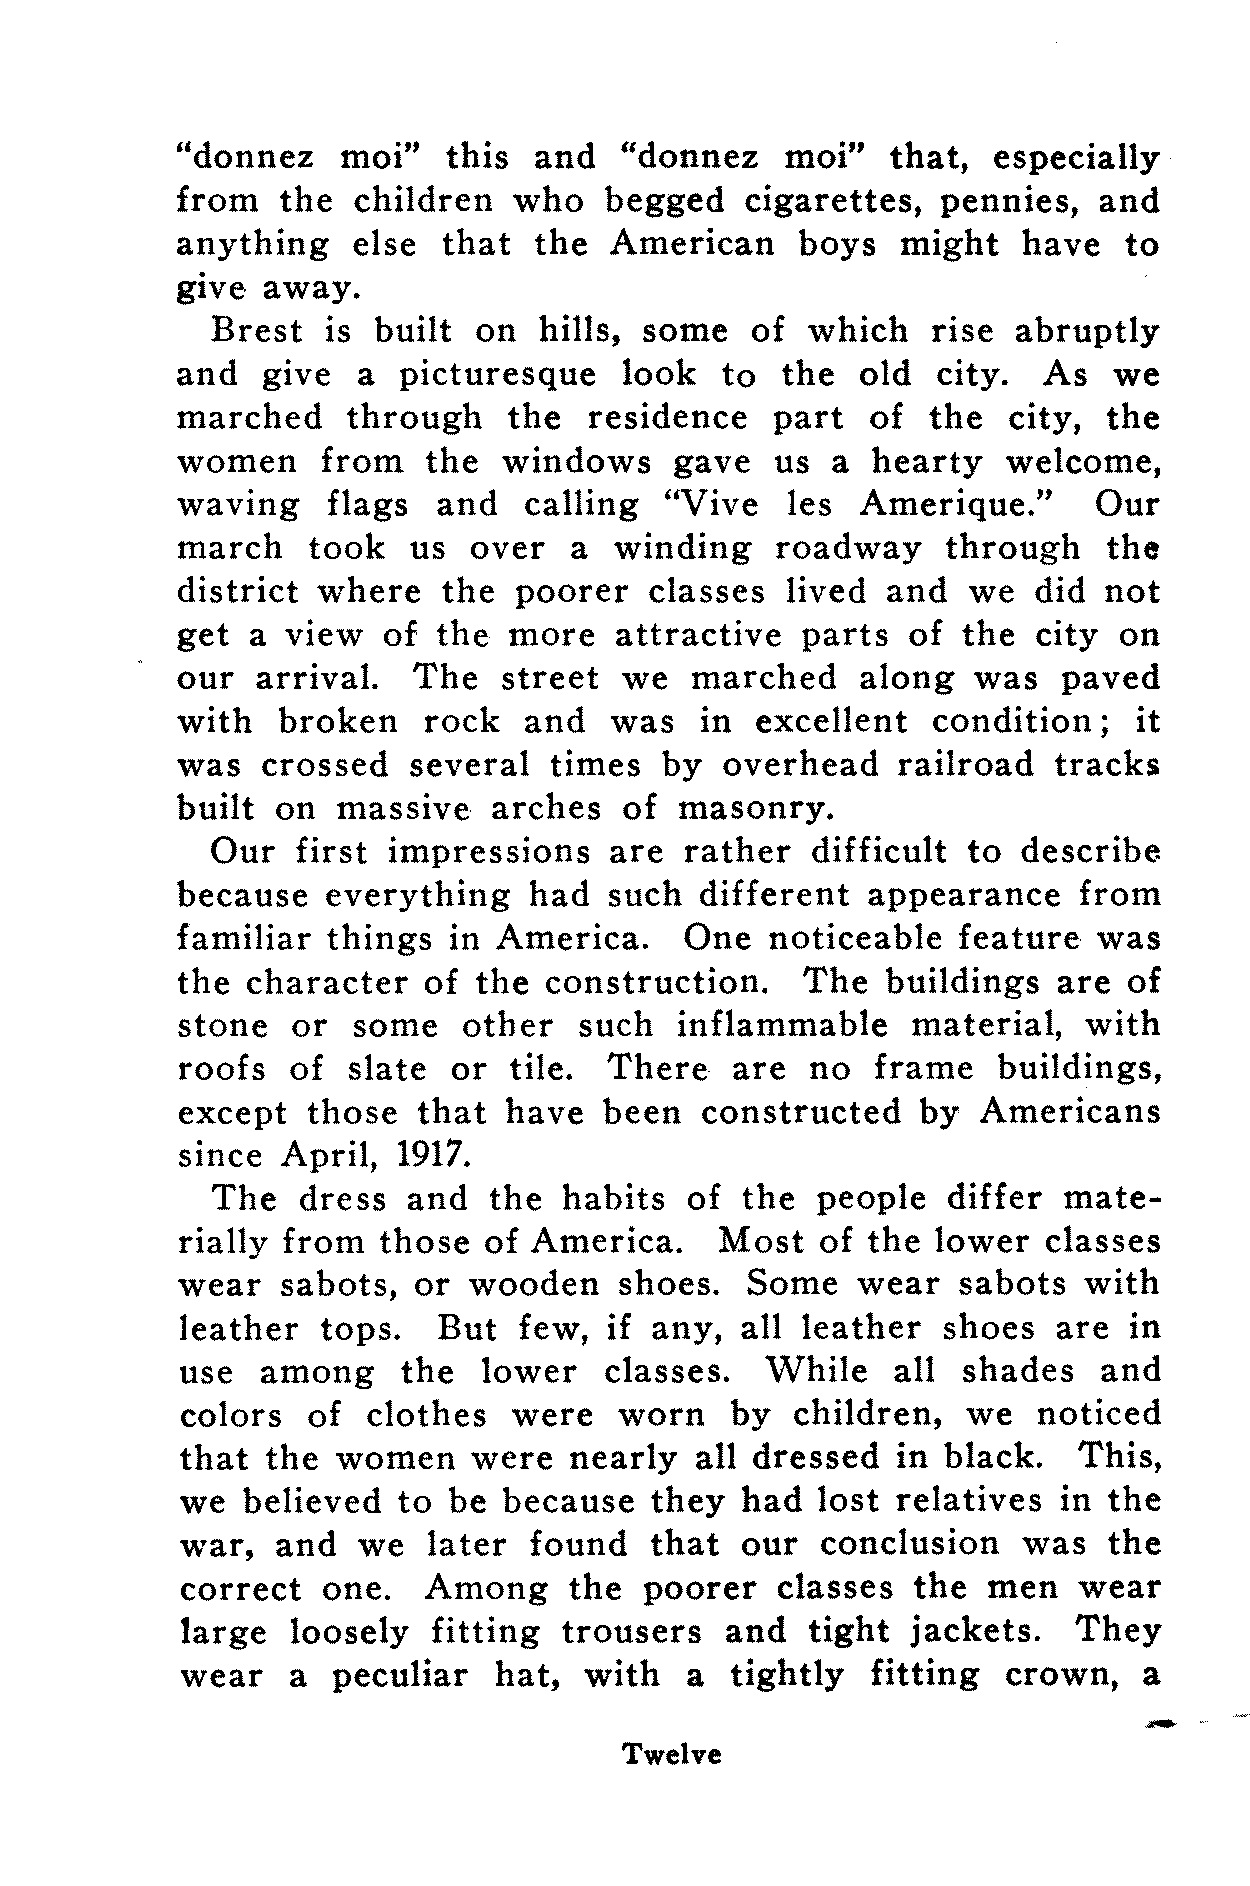 “donnez moi” this and “donnez moi” that, especially
from the children who begged cigarettes, pennies, and
anything else that the American boys might have to
give away.
Brest is built on hills, some of which rise abruptly
and give a picturesque look to the old city. As we
marched through the residence part of the city, the
women from the windows gave us a hearty welcome,
waving flags and calling “Vive les Amerique.” Our
march took us over a winding roadway through the
district where the poorer classes lived and we did not
get a view of the more attractive parts of the city on
our arrival. The street we marched along was paved
with broken rock and was in excellent condition; it
was crossed several times by overhead railroad tracks
built on massive arches of masonry.
Our first impressions are rather difficult to describe
because everything had such different appearance from
familiar things in America. One noticeable feature was
the character of the construction. The buildings are of
stone or some other such inflammable material, with
roofs of slate or tile. There are no frame buildings,
except those that have been constructed by Americans
since April, 1917.
The dress and the habits of the people differ mate-
rially from those of America. Most of the lower classes
wear sabots, or wooden shoes. Some wear sabots with
leather tops. But few, if any, all leather shoes are in
use among the lower classes. While all shades and
colors of clothes were worn by children, we noticed
that the women were nearly all dressed in black. This,
we believed to be because they had lost relatives in the
war, and we later found that our conclusion was the
correct one. Among the poorer classes the men wear
large loosely fitting trousers and tight jackets. They
wear a peculiar hat, with a tightly fitting crown, a
Twelve